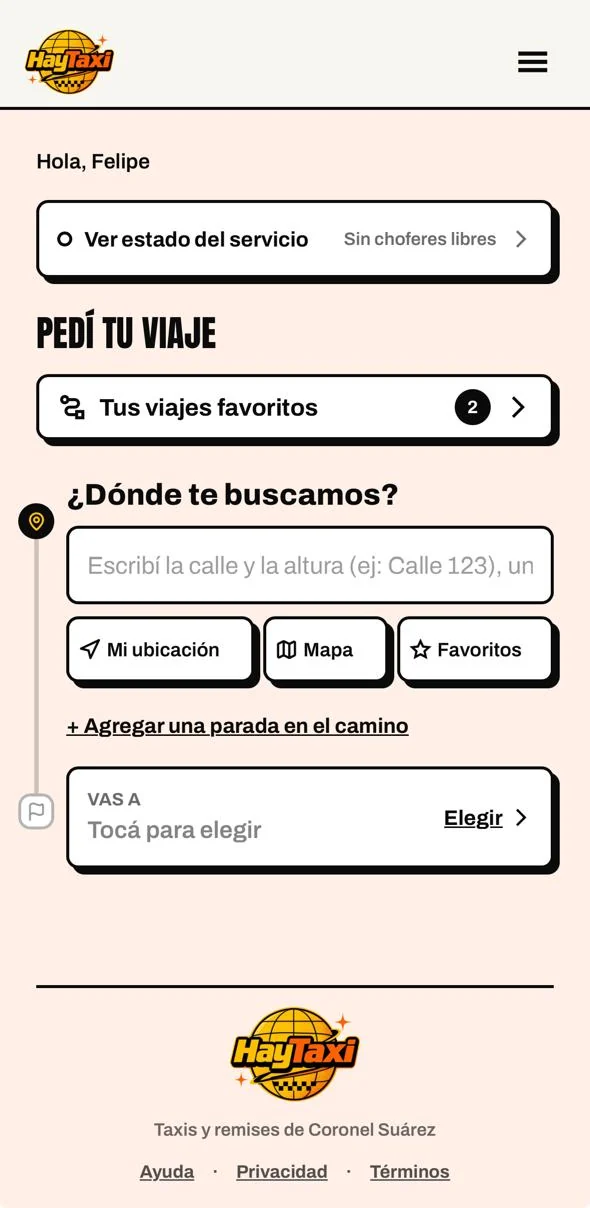 HayTaxi
Hola, Felipe
Ver estado del servicio Sin choferes libres
PEDÍ TU VIAJE
Tus viajes favoritos 2
¿Dónde te buscamos?
Escribí la calle y la altura (ej: Calle 123), un
Mi ubicación Mapa Favoritos
+ Agregar una parada en el camino
VAS A
Tocá para elegir Elegir
HayTaxi
Taxis y remises de Coronel Suárez
Ayuda · Privacidad · Términos